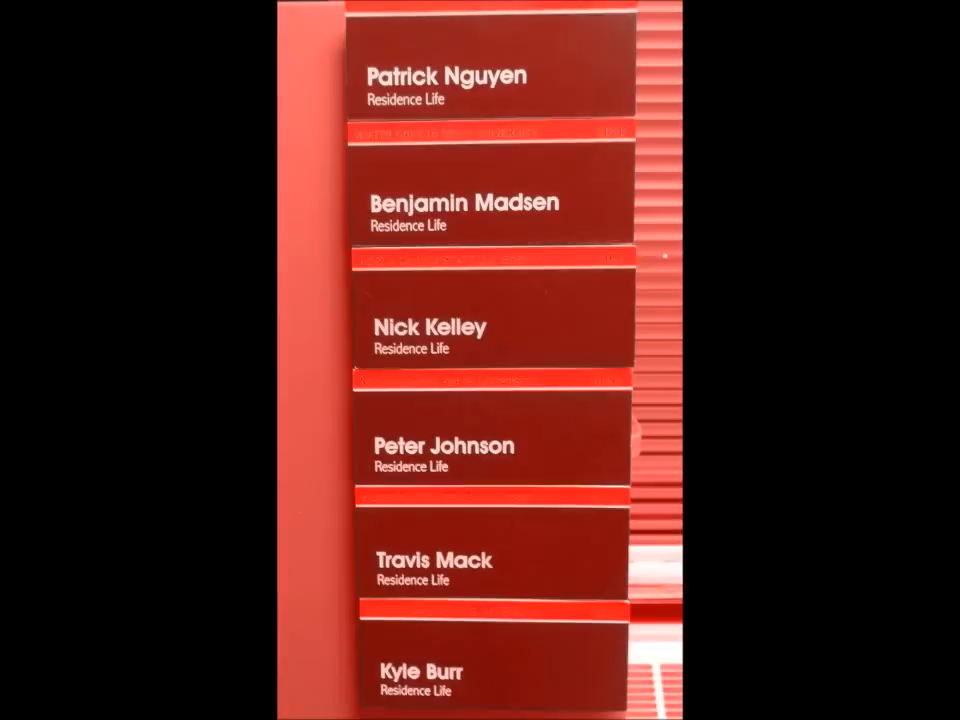 Patrick Nguyen
Residence Life
Benjamin Madsen
Residence Life
Nick Kelley
Residence Life
Peter Johnson
Residence Life
Travis Mack
Residence Life
Kyle Burr
Residence Life